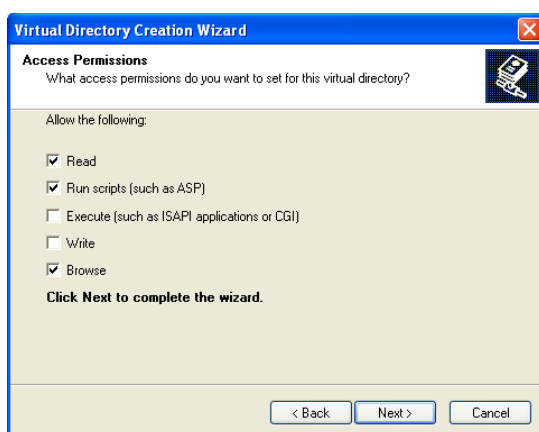 Virtual Directory Creation Wizard
Access Permissions
What access permissions do you want to set for this virtual directory?
Allow the following:
Read
Run scripts (such as ASP)
Execute (such as ISAPI applications or CGI)
Write
Browse
Click Next to complete the wizard.
< Back Next > Cancel